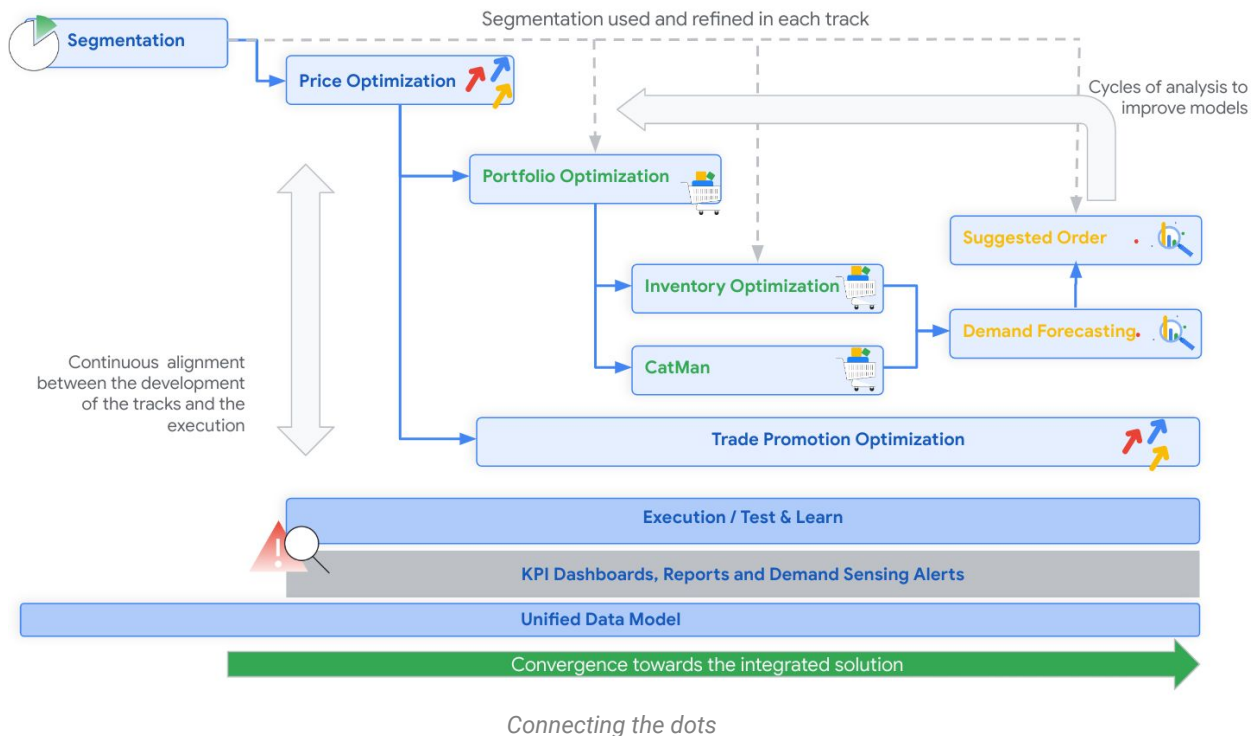 Segmentation used and refined in each track
Segmentation
Price Optimization
Cycles of analysis to
improve models
Portfolio Optimization
Suggested Order
Inventory Optimization
Demand Forecasting
Continuous alignment
between the development
of the tracks and the
execution
CatMan
Trade Promotion Optimization
Execution / Test & Learn
KPI Dashboards, Reports and Demand Sensing Alerts
Unified Data Model
Convergence towards the integrated solution
Connecting the dots